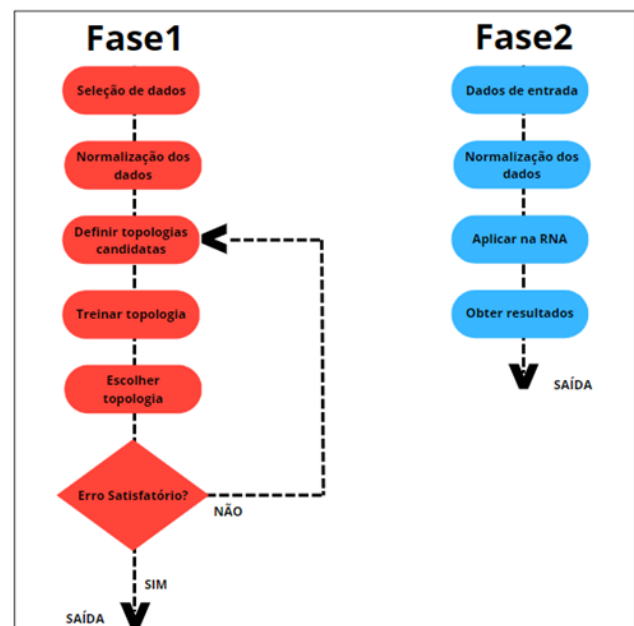 Fase1
Seleção de dados
Normalização dos
dados
Definir topologias
candidatas
Treinar topologia
Escolher
topologia
Erro Satisfatório?
NÃO
SIM
SAÍDA
Fase2
Dados de entrada
Normalização dos
dados
Aplicar na RNA
Obter resultados
SAÍDA